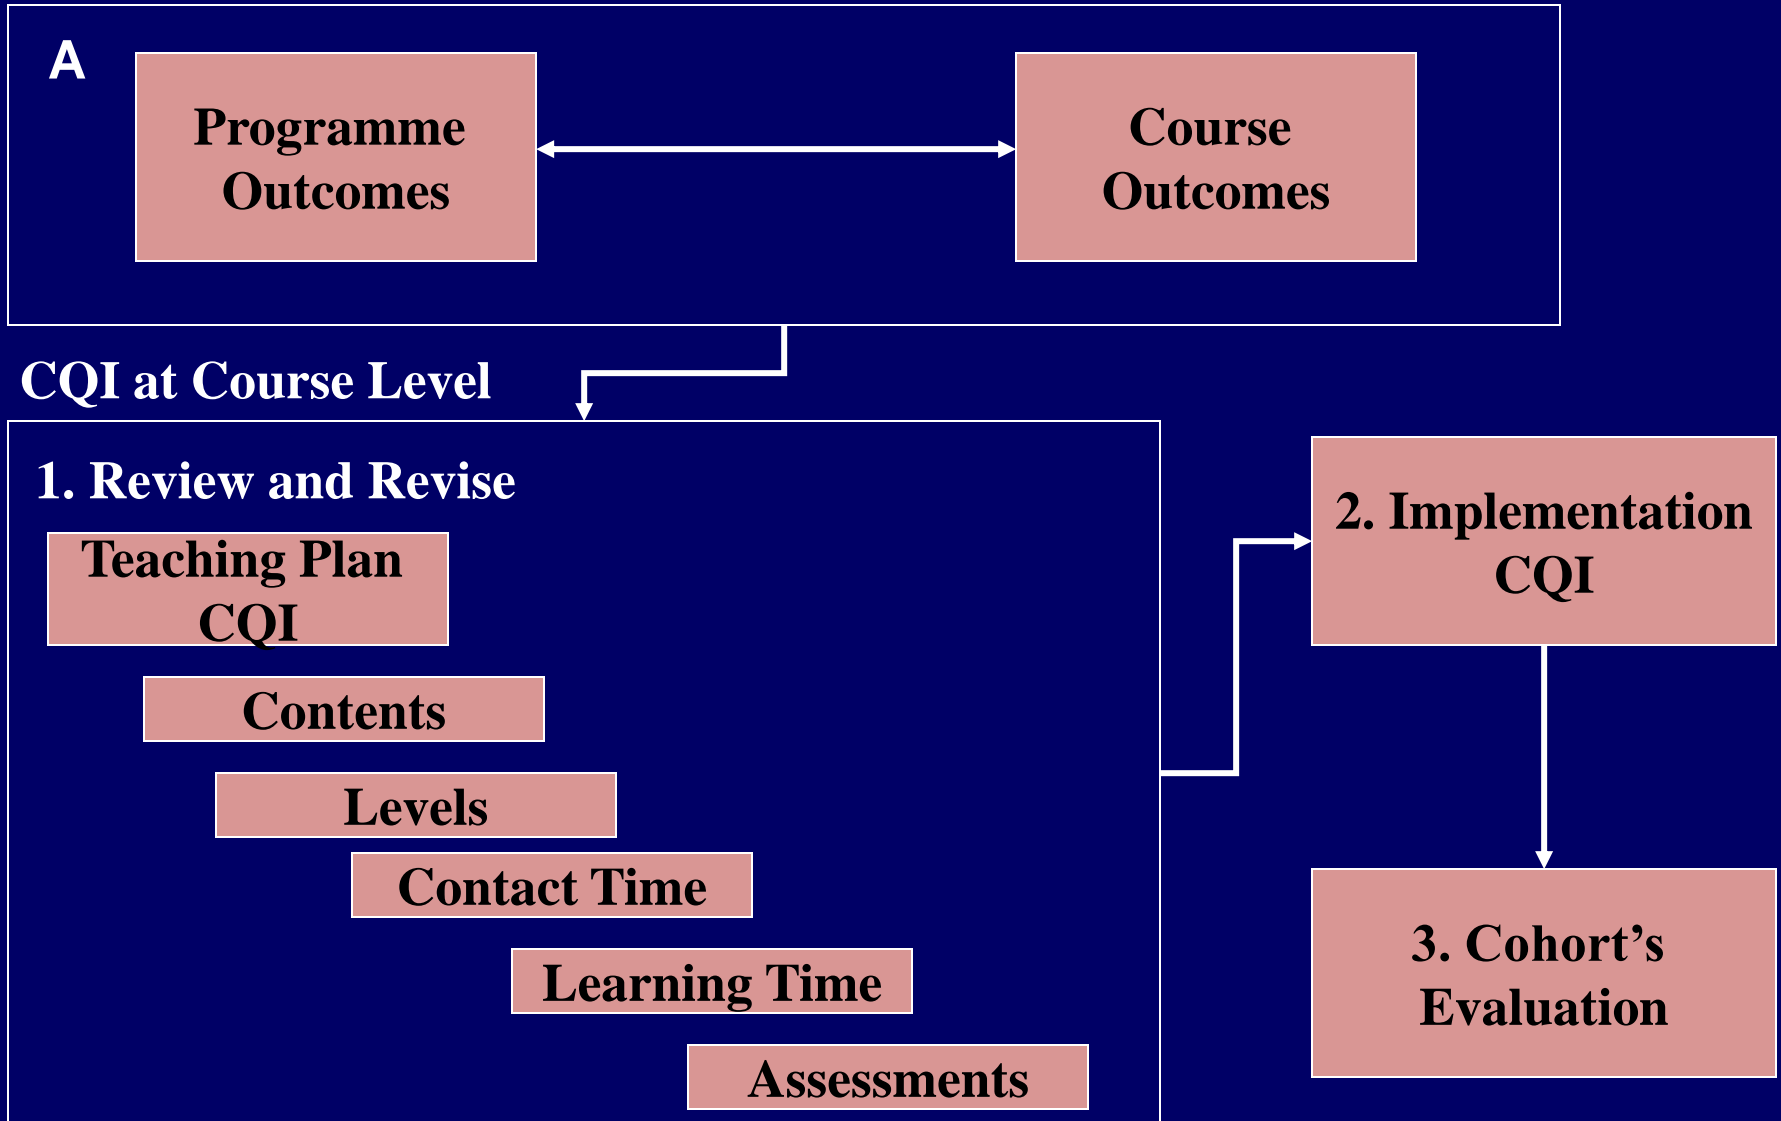 A
Programme
Outcomes
Course
Outcomes
CQI at Course Level
1. Review and Revise
Teaching Plan
CQI
Contents
Levels
Contact Time
Learning Time
Assessments
2. Implementation
CQI
3. Cohort’s
Evaluation